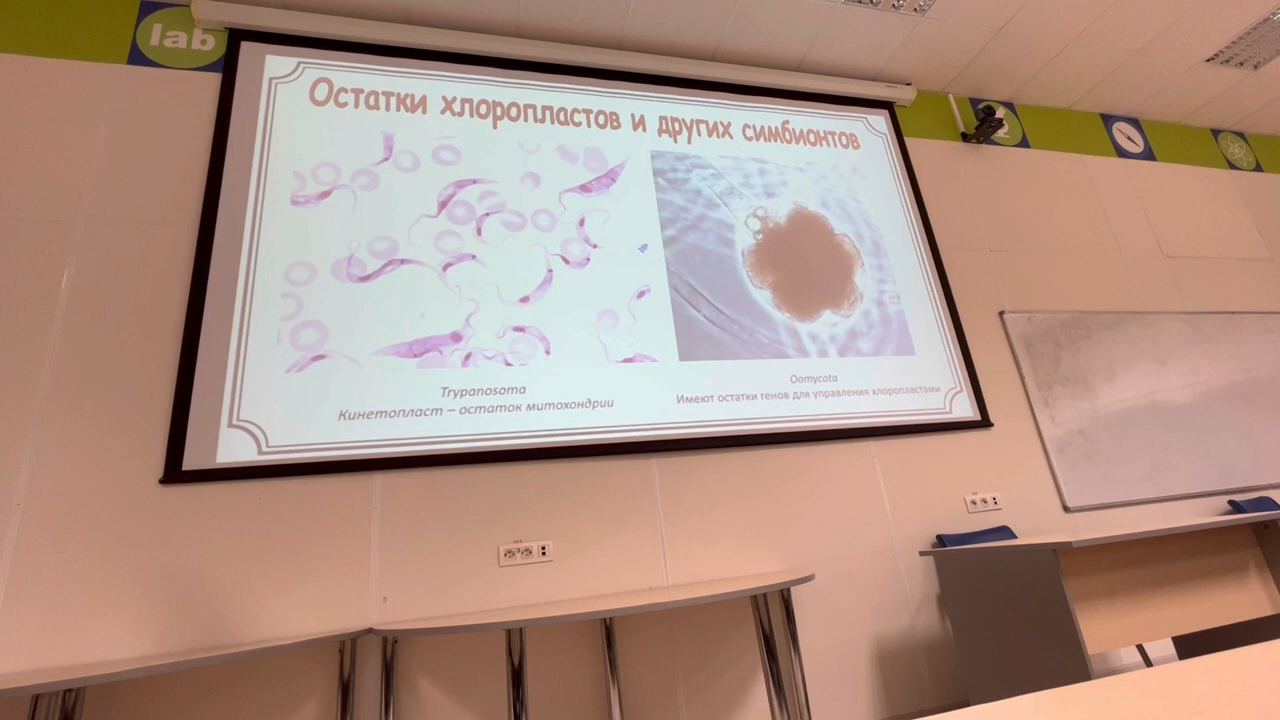 lab
Остатки хлоропластов и других симбионтов
Trypanosoma
Кинетопласт – остаток митохондрии
Oomycota
Имеют остатки генов для управления хлоропластами